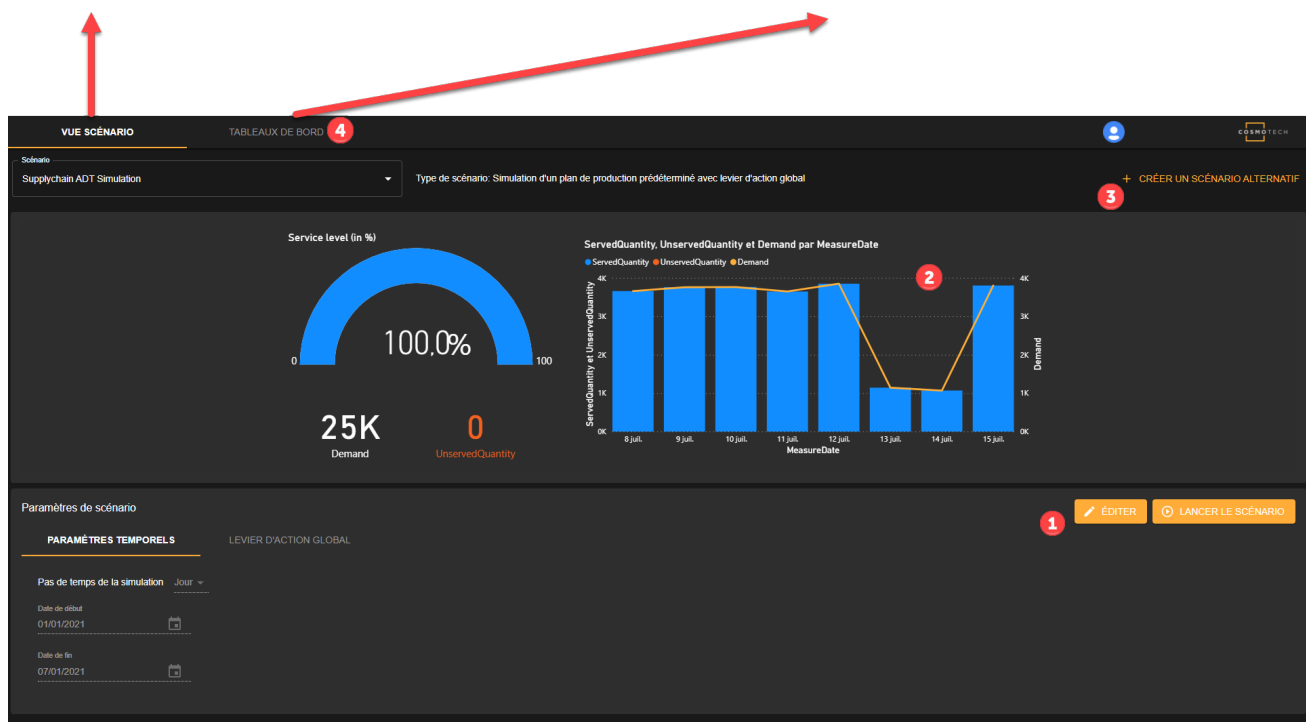 VUE SCÉNARIO
TABLEAUX DE BORD
4
COSMOTECH
Scénario
Supplychain ADT Simulation
Type de scénario: Simulation d'un plan de production prédéterminé avec levier d'action global
+ CRÉER UN SCÉNARIO ALTERNATIF
3
Service level (in %)
100,0%
0
100
25K
Demand
0
UnservedQuantity
ServedQuantity, UnservedQuantity et Demand par MeasureDate
ServedQuantity UnservedQuantity Demand
2
ServedQuantity et UnservedQuantity
4K
3K
2K
1K
0K
4K
3K
2K
1K
0K
Demand
8 juil. 9 juil. 10 juil. 11 juil. 12 juil. 13 juil. 14 juil. 15 juil.
MeasureDate
Paramètres de scénario
1
ÉDITER
LANCER LE SCÉNARIO
PARAMÈTRES TEMPORELS
LEVIER D'ACTION GLOBAL
Pas de temps de la simulation Jour
Date de début
01/01/2021
Date de fin
07/01/2021